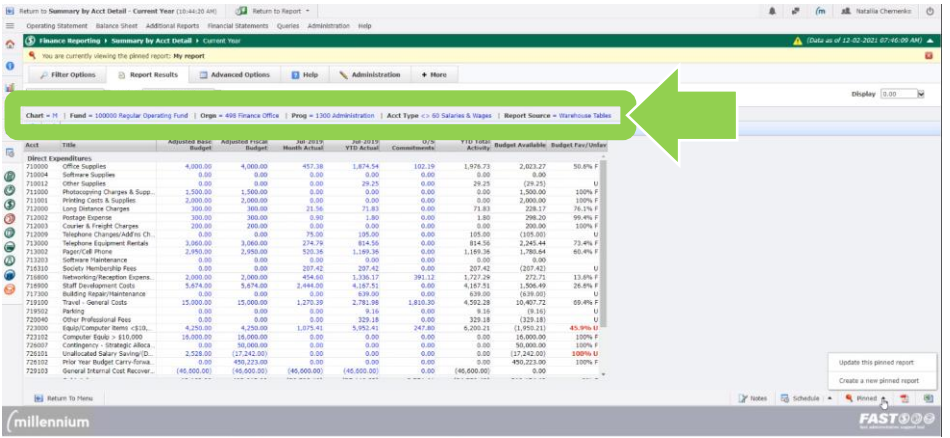 Return to Summary by Acct Detail - Current Year (10:44:20 AM) Return to Report
fm Nataliia Chernenko
Operating Statement Balance Sheet Additional Reports Financial Statements Queries Administration Help
Finance Reporting Summary by Acct Detail Current Year (Data as of 12-02-2021 07:46:09 AM)
You are currently viewing the pinned report: My report
Filter Options Report Results Advanced Options Help Administration + More
Display 0.00
Chart = M | Fund = 100000 Regular Operating Fund | Orgn = 498 Finance Office | Prog = 1300 Administration | Acct Type <> 60 Salaries & Wages | Report Source = Warehouse Tables
Acct Title Adjusted Base Budget Adjusted Fiscal Budget Jul 2019 Month Actual Jul 2019 YTD Actual O/S Commitments YTD Total Activity Budget Available Budget Fav/Unfav
Direct Expenditures
710000 Office Supplies 4,000.00 4,000.00 457.38 1,874.54 102.19 1,976.73 2,023.27 50.6% F
710004 Software Supplies 0.00 0.00 0.00 0.00 0.00 0.00 0.00
710012 Other Supplies 0.00 0.00 0.00 29.25 0.00 29.25 (29.25) U
711000 Photocopying Charges & Supp... 1,500.00 1,500.00 0.00 0.00 0.00 0.00 1,500.00 100% F
711001 Printing Costs & Supplies 2,000.00 2,000.00 0.00 0.00 0.00 0.00 2,000.00 100% F
712000 Long Distance Charges 300.00 300.00 21.56 71.83 0.00 71.83 228.17 76.1% F
712002 Postage Expense 300.00 300.00 0.90 1.80 0.00 1.80 298.20 99.4% F
712003 Courier & Freight Charges 200.00 200.00 0.00 0.00 0.00 0.00 200.00 100% F
712009 Telephone Changes/Add'ns Ch... 0.00 0.00 75.00 105.00 0.00 105.00 (105.00) U
713000 Telephone Equipment Rentals 3,060.00 3,060.00 274.79 814.56 0.00 814.56 2,245.44 73.4% F
713002 Pager/Cell Phone 2,950.00 2,950.00 520.36 1,169.36 0.00 1,169.36 1,780.64 60.4% F
713203 Software Maintenance 0.00 0.00 0.00 0.00 0.00 0.00 0.00
716310 Society Membership Fees 0.00 0.00 207.42 207.42 0.00 207.42 (207.42) U
716800 Networking/Reception Expens... 2,000.00 2,000.00 454.60 1,336.17 391.12 1,727.29 272.71 13.6% F
716900 Staff Development Costs 5,674.00 5,674.00 2,444.00 4,167.51 0.00 4,167.51 1,506.49 26.6% F
717300 Building Repair/Maintenance 0.00 0.00 0.00 639.00 0.00 639.00 (639.00) U
719100 Travel - General Costs 15,000.00 15,000.00 1,270.39 2,781.98 1,810.30 4,592.28 10,407.72 69.4% F
719502 Parking 0.00 0.00 0.00 9.16 0.00 9.16 (9.16) U
720040 Other Professional Fees 0.00 0.00 0.00 329.18 0.00 329.18 (329.18) U
723000 Equip/Computer Items <$10,... 4,250.00 4,250.00 1,075.41 5,952.41 247.80 6,200.21 (1,950.21) 45.9% U
723102 Computer Equip > $10,000 16,000.00 16,000.00 0.00 0.00 0.00 0.00 16,000.00 100% F
726007 Contingency - Strategic Alloca... 0.00 50,000.00 0.00 0.00 0.00 0.00 50,000.00 100% F
726101 Unallocated Salary Saving/(D... 2,528.00 (17,242.00) 0.00 0.00 0.00 0.00 (17,242.00) 100% U
726102 Prior Year Budget Carry-forwa... 0.00 450,223.00 0.00 0.00 0.00 0.00 450,223.00 100% F
729103 General Internal Cost Recover... (46,600.00) (46,600.00) (46,600.00) (46,600.00) 0.00 (46,600.00) 0.00
Update this pinned report
Create a new pinned report
Return To Menu Notes Schedule Pinned
millennium FAST